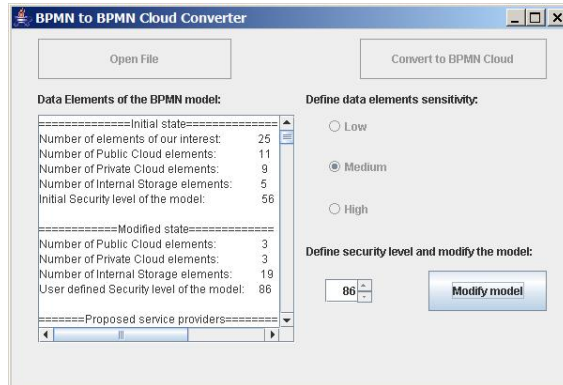 BPMN to BPMN Cloud Converter
Open File
Convert to BPMN Cloud
Data Elements of the BPMN model:
==============Initial state==============
Number of elements of our interest: 25
Number of Public Cloud elements: 11
Number of Private Cloud elements: 9
Number of Internal Storage elements: 5
Initial Security level of the model: 56
============Modified state=============
Number of Public Cloud elements: 3
Number of Private Cloud elements: 3
Number of Internal Storage elements: 19
User defined Security level of the model: 86
=======Proposed service providers========
Define data elements sensitivity:
Low
Medium
High
Define security level and modify the model:
86
Modify model